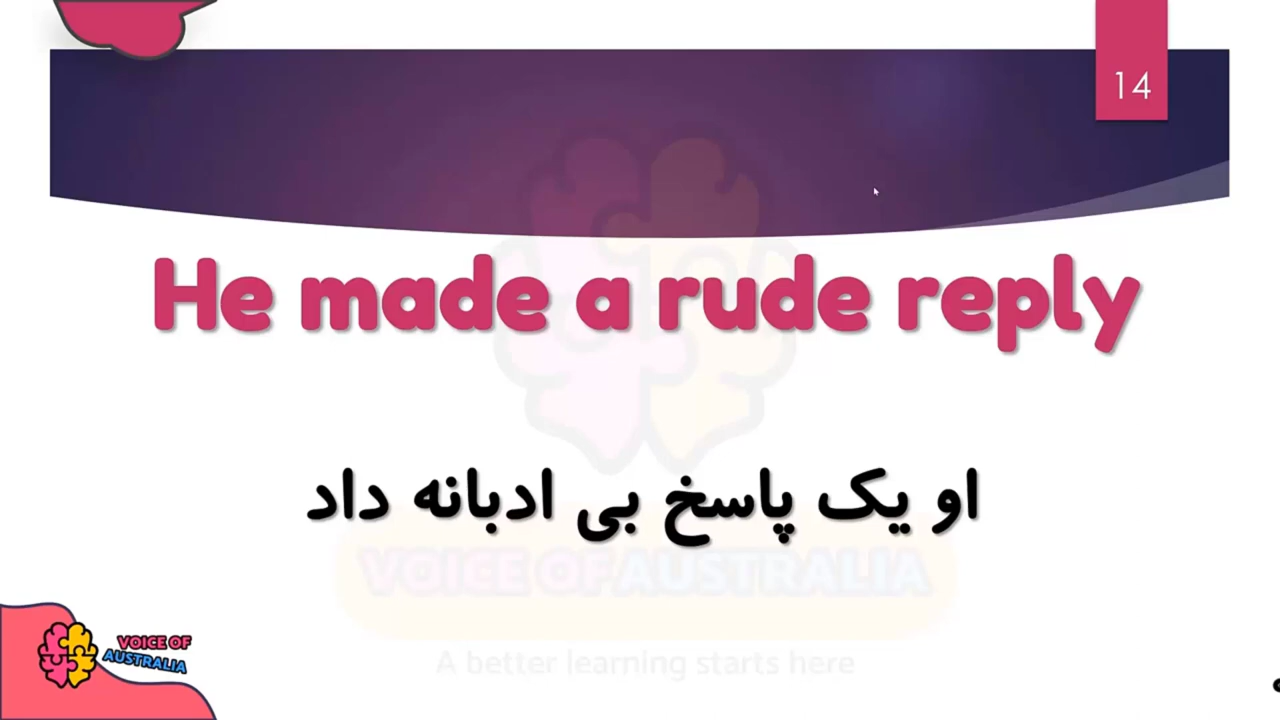 14
He made a rude reply
او یک پاسخ بی ادبانه داد
VOICE OF AUSTRALIA
A better learning starts here
VOICE OF
AUSTRALIA